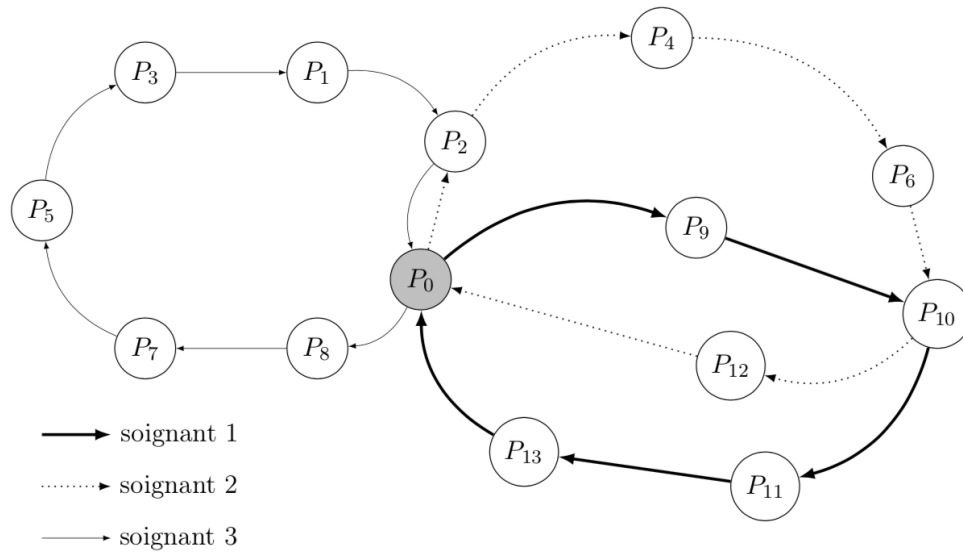 P4
P3
P1
P2
P6
P5
P9
P0
P10
P7
P8
P12
soignant 1
P13
P11
soignant 2
soignant 3